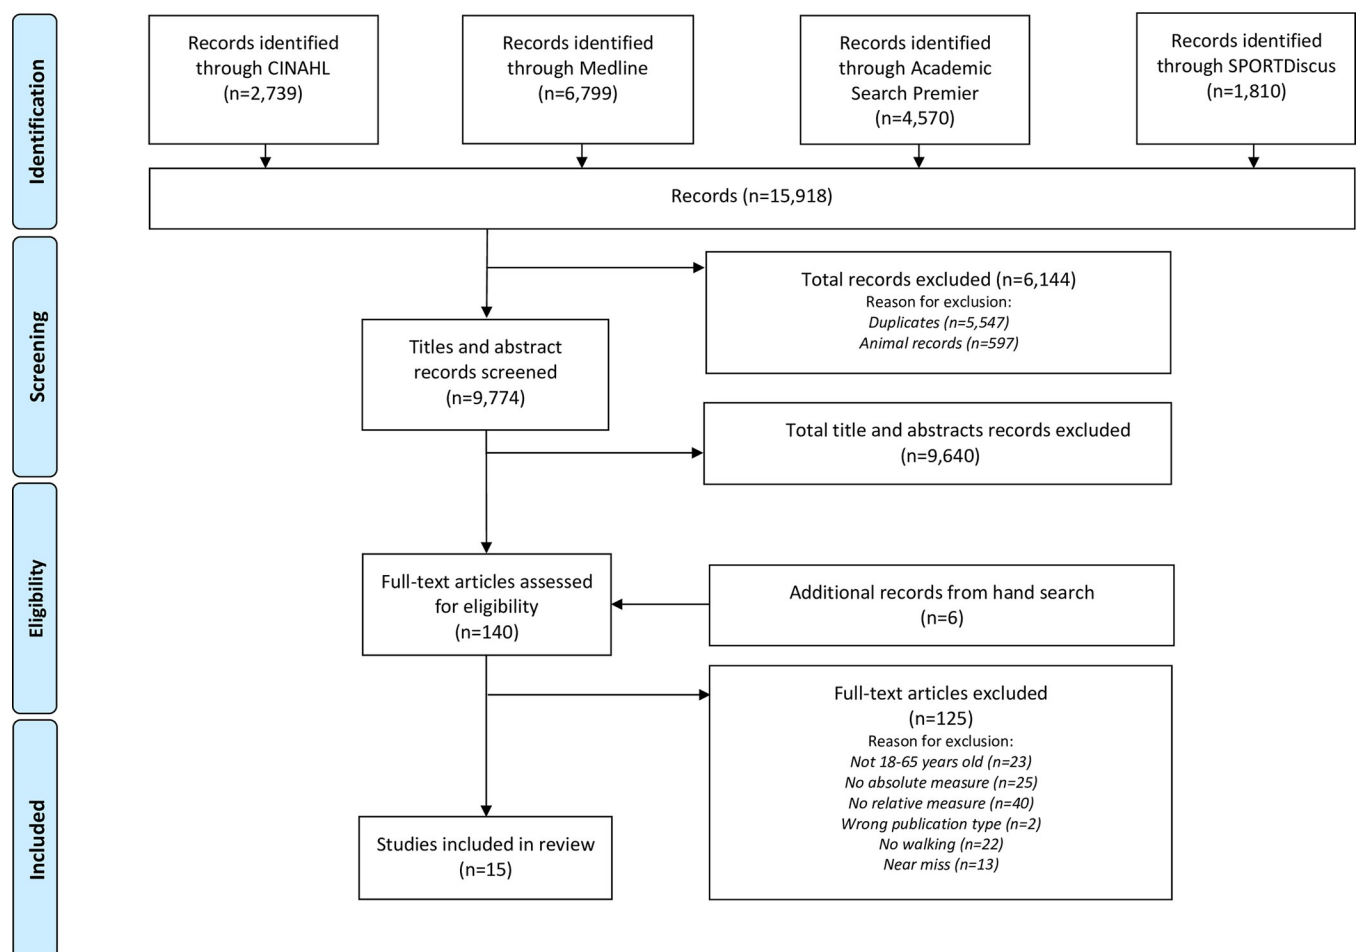 Identification
Records identified
through CINAHL
(n=2,739)
Records identified
through Medline
(n=6,799)
Records identified
through Academic
Search Premier
(n=4,570)
Records identified
through SPORTDiscus
(n=1,810)
Records (n=15,918)
Screening
Total records excluded (n=6,144)
Reason for exclusion:
Duplicates (n=5,547)
Animal records (n=597)
Titles and abstract
records screened
(n=9,774)
Total title and abstracts records excluded
(n=9,640)
Eligibility
Full-text articles assessed
for eligibility
(n=140)
Additional records from hand search
(n=6)
Full-text articles excluded
(n=125)
Reason for exclusion:
Not 18-65 years old (n=23)
No absolute measure (n=25)
No relative measure (n=40)
Wrong publication type (n=2)
No walking (n=22)
Near miss (n=13)
Included
Studies included in review
(n=15)